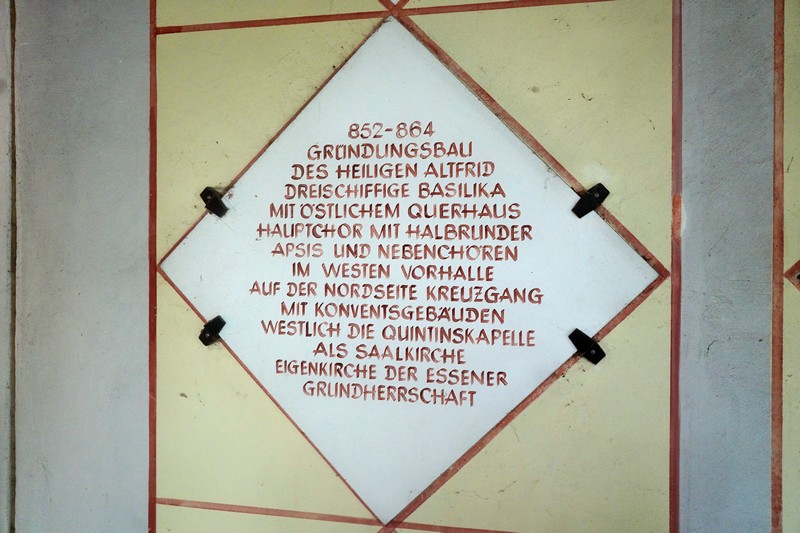 852-864
GRÜNDUNGSBAU
DES HEILIGEN ALTFRID
DREISCHIFFIGE BASILIKA
MIT ÖSTLICHEM QUERHAUS
HAUPTCHOR MIT HALBRUNDER
APSIS UND NEBENCHÖREN
IM WESTEN VORHALLE
AUF DER NORDSEITE KREUZGANG
MIT KONVENTSGEBÄUDEN
WESTLICH DIE QUINTINSKAPELLE
ALS SAALKIRCHE
EIGENKIRCHE DER ESSENER
GRUNDHERRSCHAFT